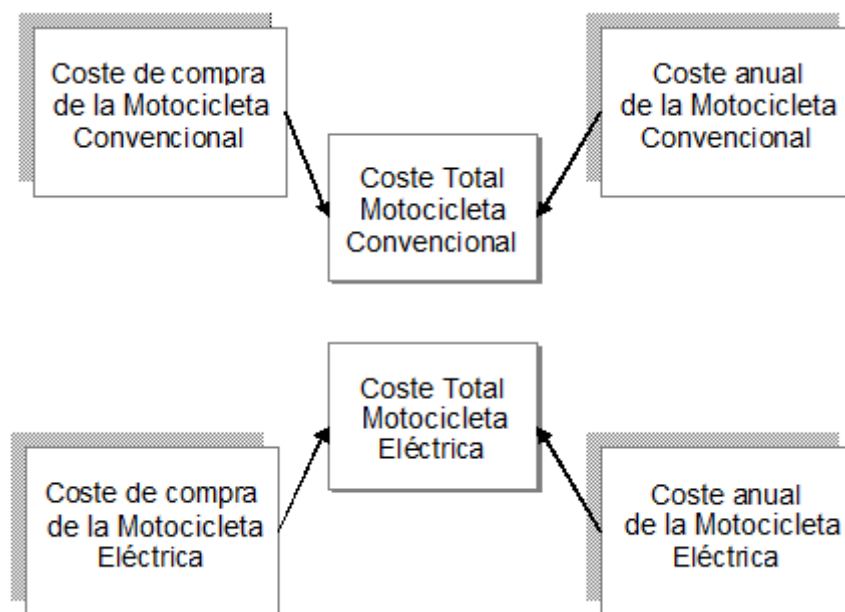 Coste de compra
de la Motocicleta
Convencional
Coste anual
de la Motocicleta
Convencional
Coste Total
Motocicleta
Convencional
Coste Total
Motocicleta
Eléctrica
Coste de compra
de la Motocicleta
Eléctrica
Coste anual
de la Motocicleta
Eléctrica